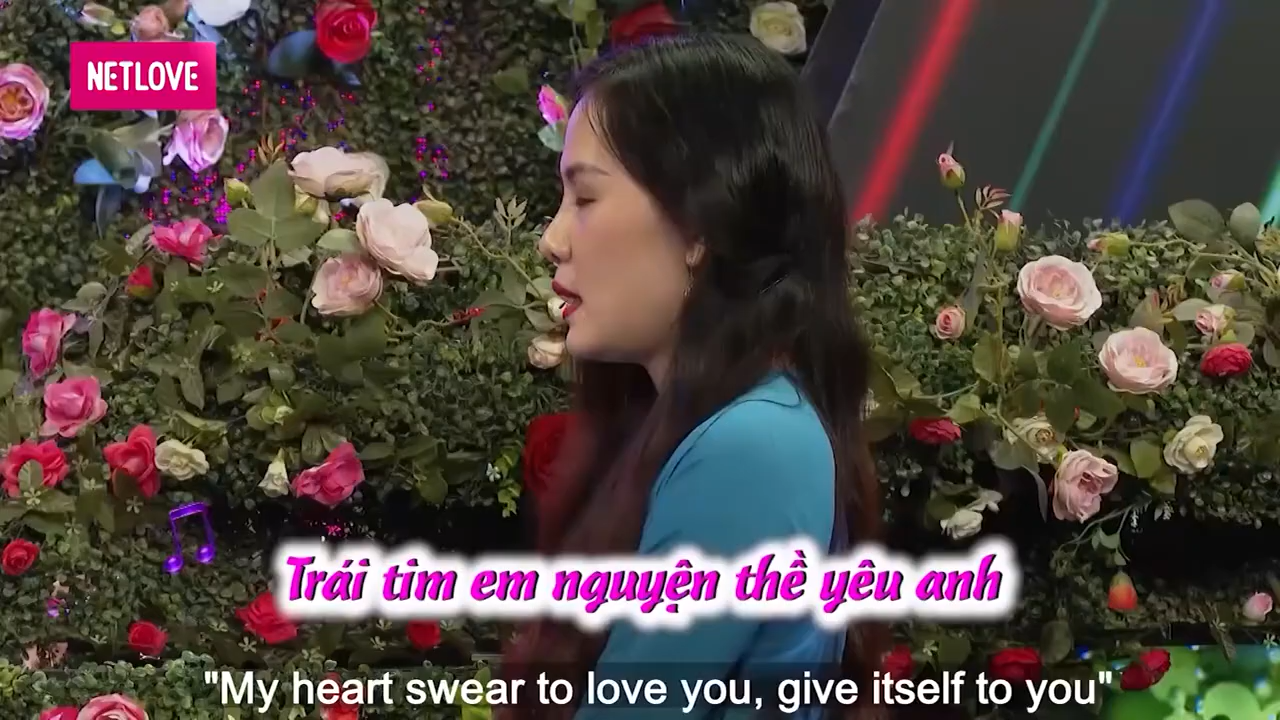 NETLOVE
Trái tim em nguyện thề yêu anh
"My heart swear to love you, give itself to you"